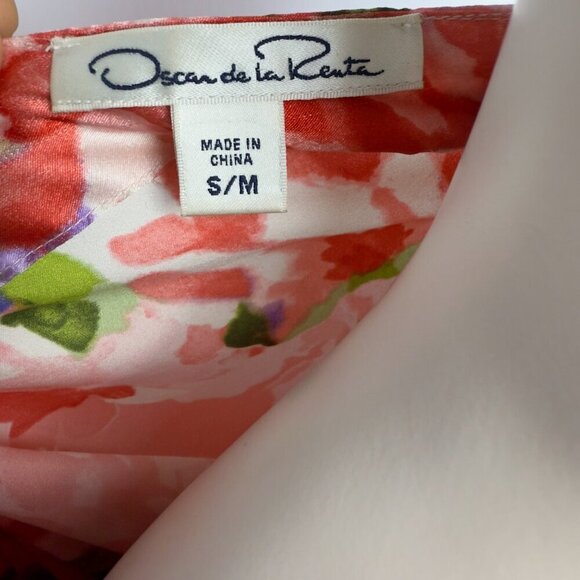 Oscar de la Renta
MADE IN
CHINA
S/M